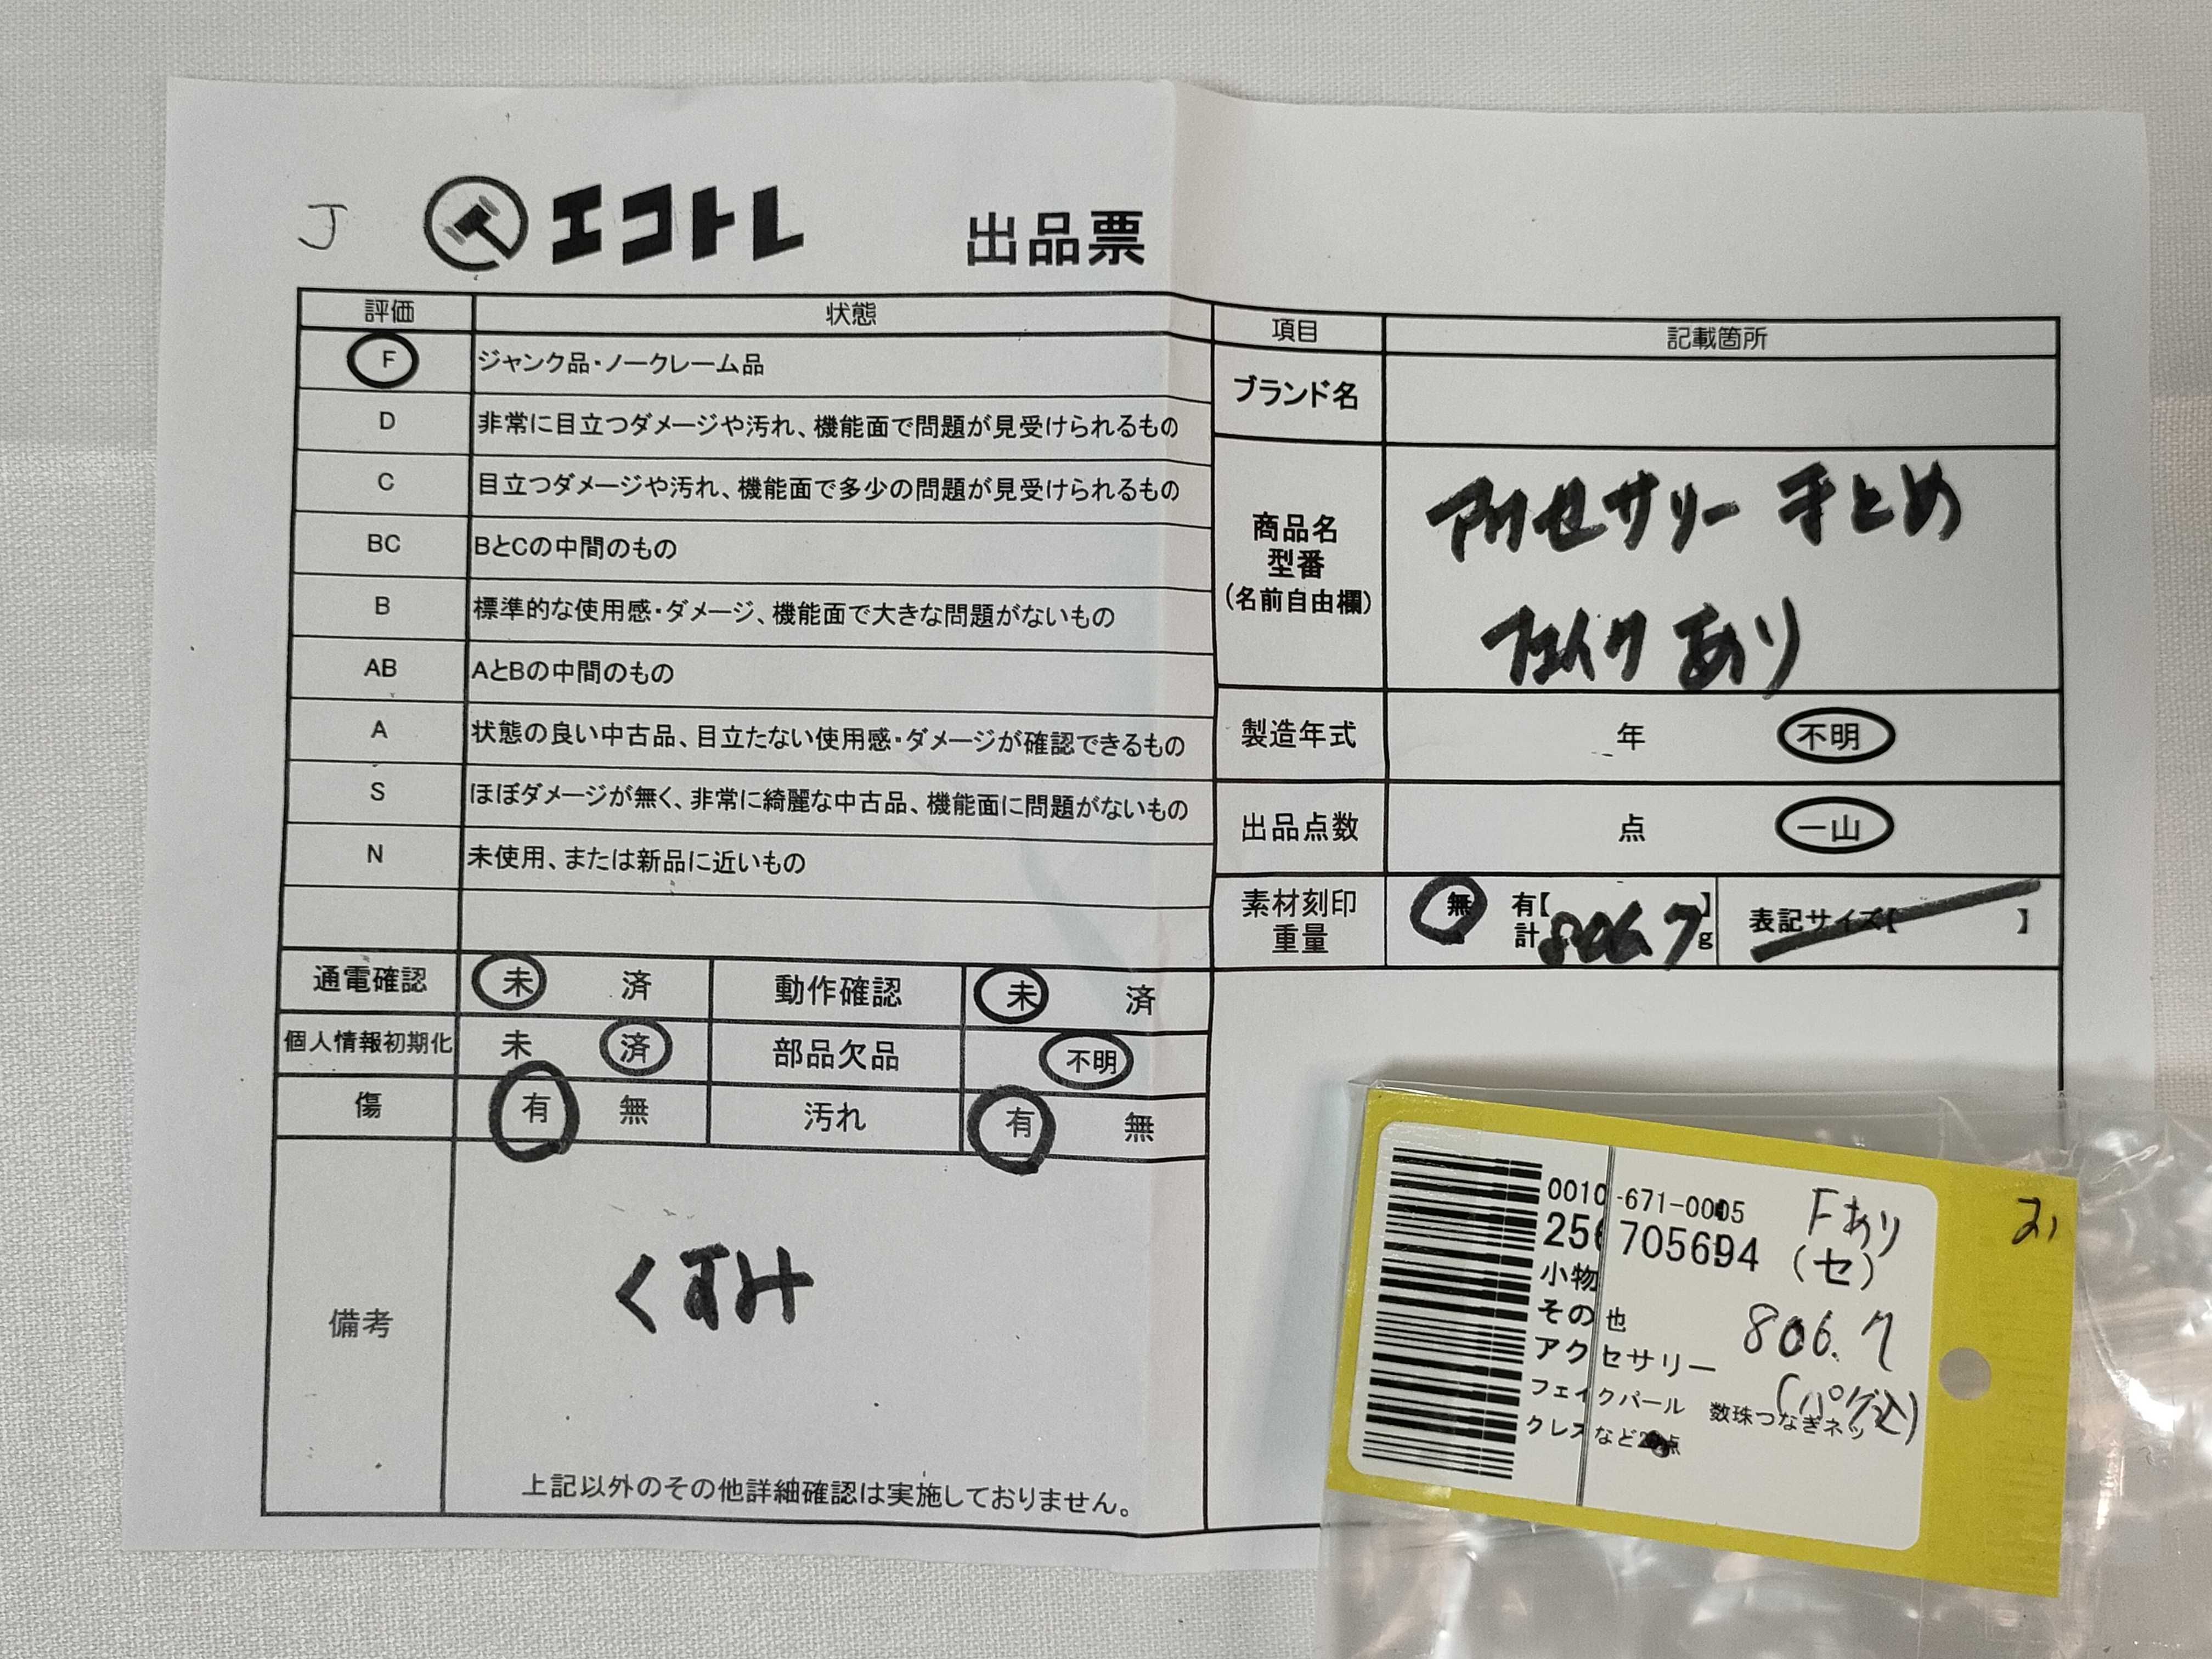 J
エコトレ 出品票
評価 状態
F ジャンク品・ノークレーム品
D 非常に目立つダメージや汚れ、機能面で問題が見受けられるもの
C 目立つダメージや汚れ、機能面で多少の問題が見受けられるもの
BC BとCの中間のもの
B 標準的な使用感・ダメージ、機能面で大きな問題がないもの
AB AとBの中間のもの
A 状態の良い中古品、目立たない使用感・ダメージが確認できるもの
S ほぼダメージが無く、非常に綺麗な中古品、機能面に問題がないもの
N 未使用、または新品に近いもの
通電確認 未 済 動作確認 未 済
個人情報初期化 未 済 部品欠品 不明
傷 有 無 汚れ 有 無
備考
くすみ
上記以外のその他詳細確認は実施しておりません。
項目 記載箇所
ブランド名
商品名
型番
(名前自由欄)
アクセサリー まとめ
フェイク あり
製造年式 年 不明
出品点数 点 一山
素材刻印 無 有【 】
重量 計 806.7 g
表記サイズ【 】
0010-671-0005
小物
その他
アクセサリー
フェイクパール 数珠つなぎネッ
クレスなど 点
Fあり
(セ)
806.7